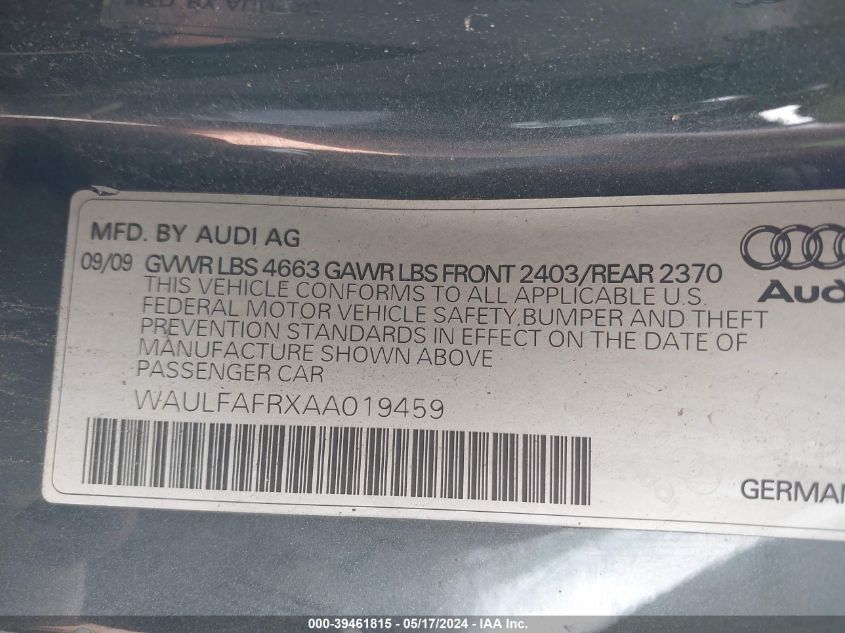 MFD. BY AUDI AG
09/09 GVWR LBS 4663 GAWR LBS FRONT 2403/REAR 2370
THIS VEHICLE CONFORMS TO ALL APPLICABLE U.S.
FEDERAL MOTOR VEHICLE SAFETY,BUMPER AND THEFT
PREVENTION STANDARDS IN EFFECT ON THE DATE OF
MANUFACTURE SHOWN ABOVE
PASSENGER CAR
WAULFAFRXAA019459
Aud
GERMAN
000-39461815 - 05/17/2024 - IAA Inc.